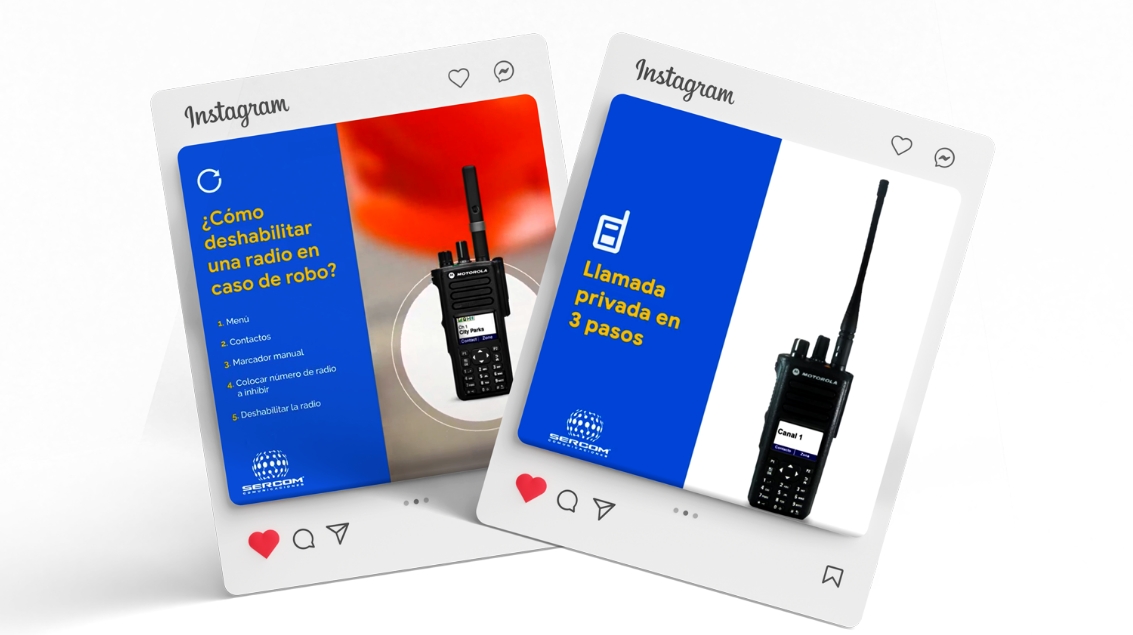 Instagram
¿Cómo
deshabilitar
una radio en
caso de robo?
1. Menú
2. Contactos
3. Marcador manual
4. Colocar número de radio
a inhibir
5. Deshabilitar la radio
SERCOM
COMUNICACIONES
MOTOROLA
Ch 1
City Parks
Contact Zone
Instagram
Llamada
privada en
3 pasos
SERCOM
COMUNICACIONES
MOTOROLA
Canal 1
Contacto Zona